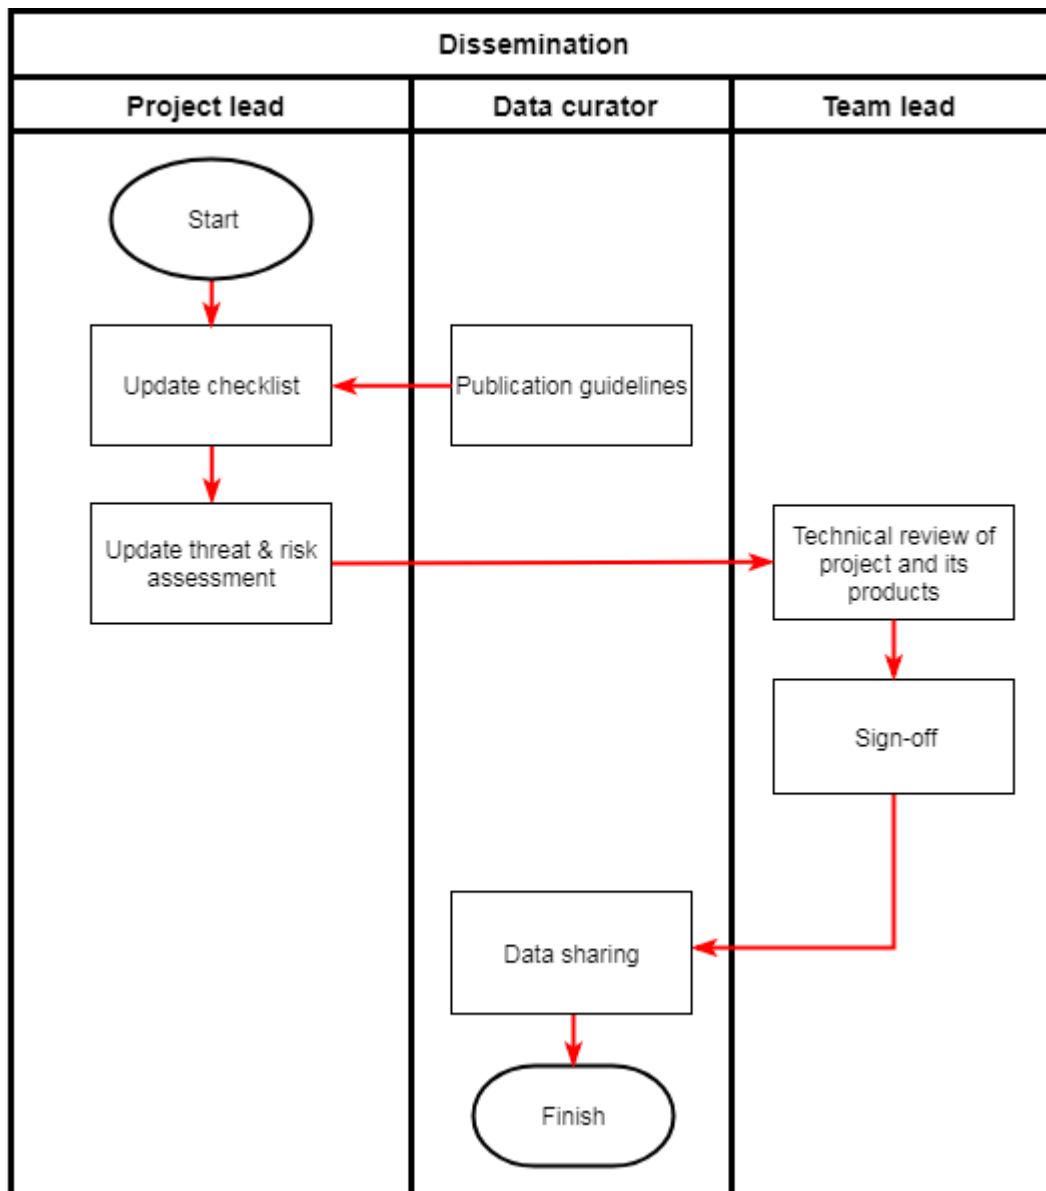 Dissemination
Project lead
Data curator
Team lead
Start
Update checklist
Publication guidelines
Update threat & risk
assessment
Technical review of
project and its
products
Sign-off
Data sharing
Finish